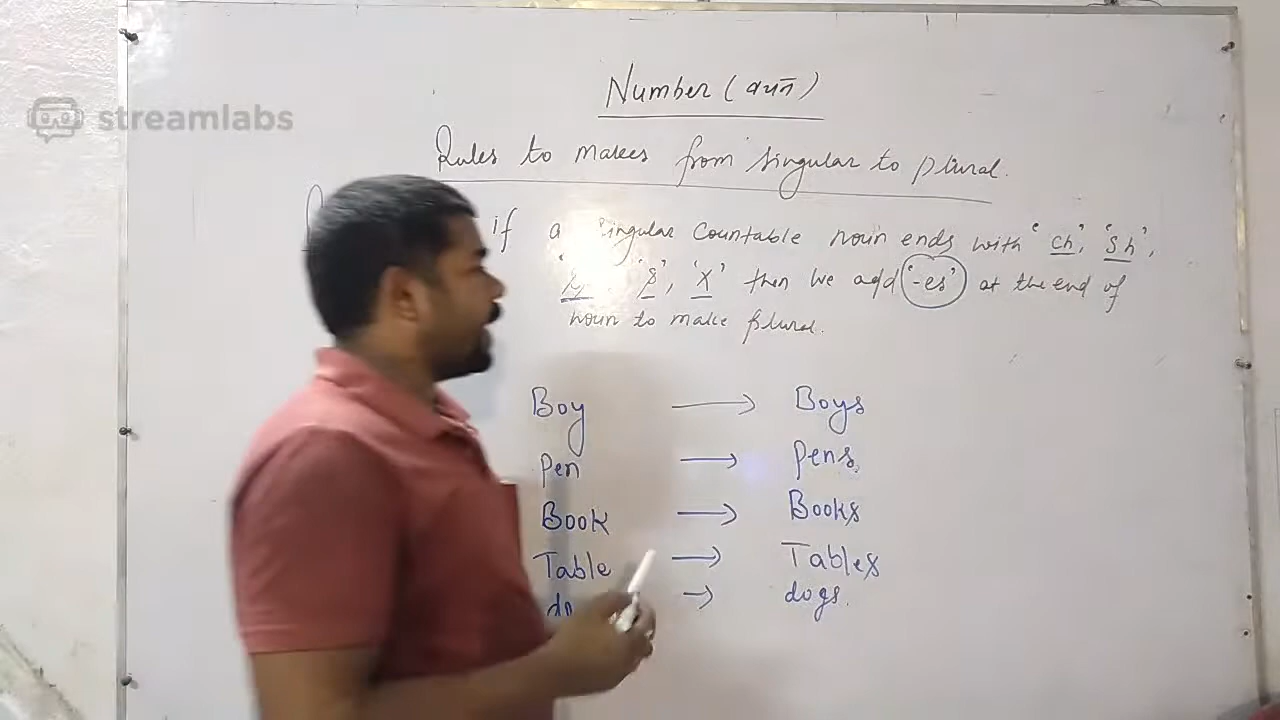 streamlabs
Number (वचन)
Rules to makes from singular to plural.
If a singular countable noun ends with 'ch', 'sh',
'x' then we add '-es' at the end of
noun to make plural.
Boy → Boys
Pen → Pens
Book → Books
Table → Tables
→ dogs.